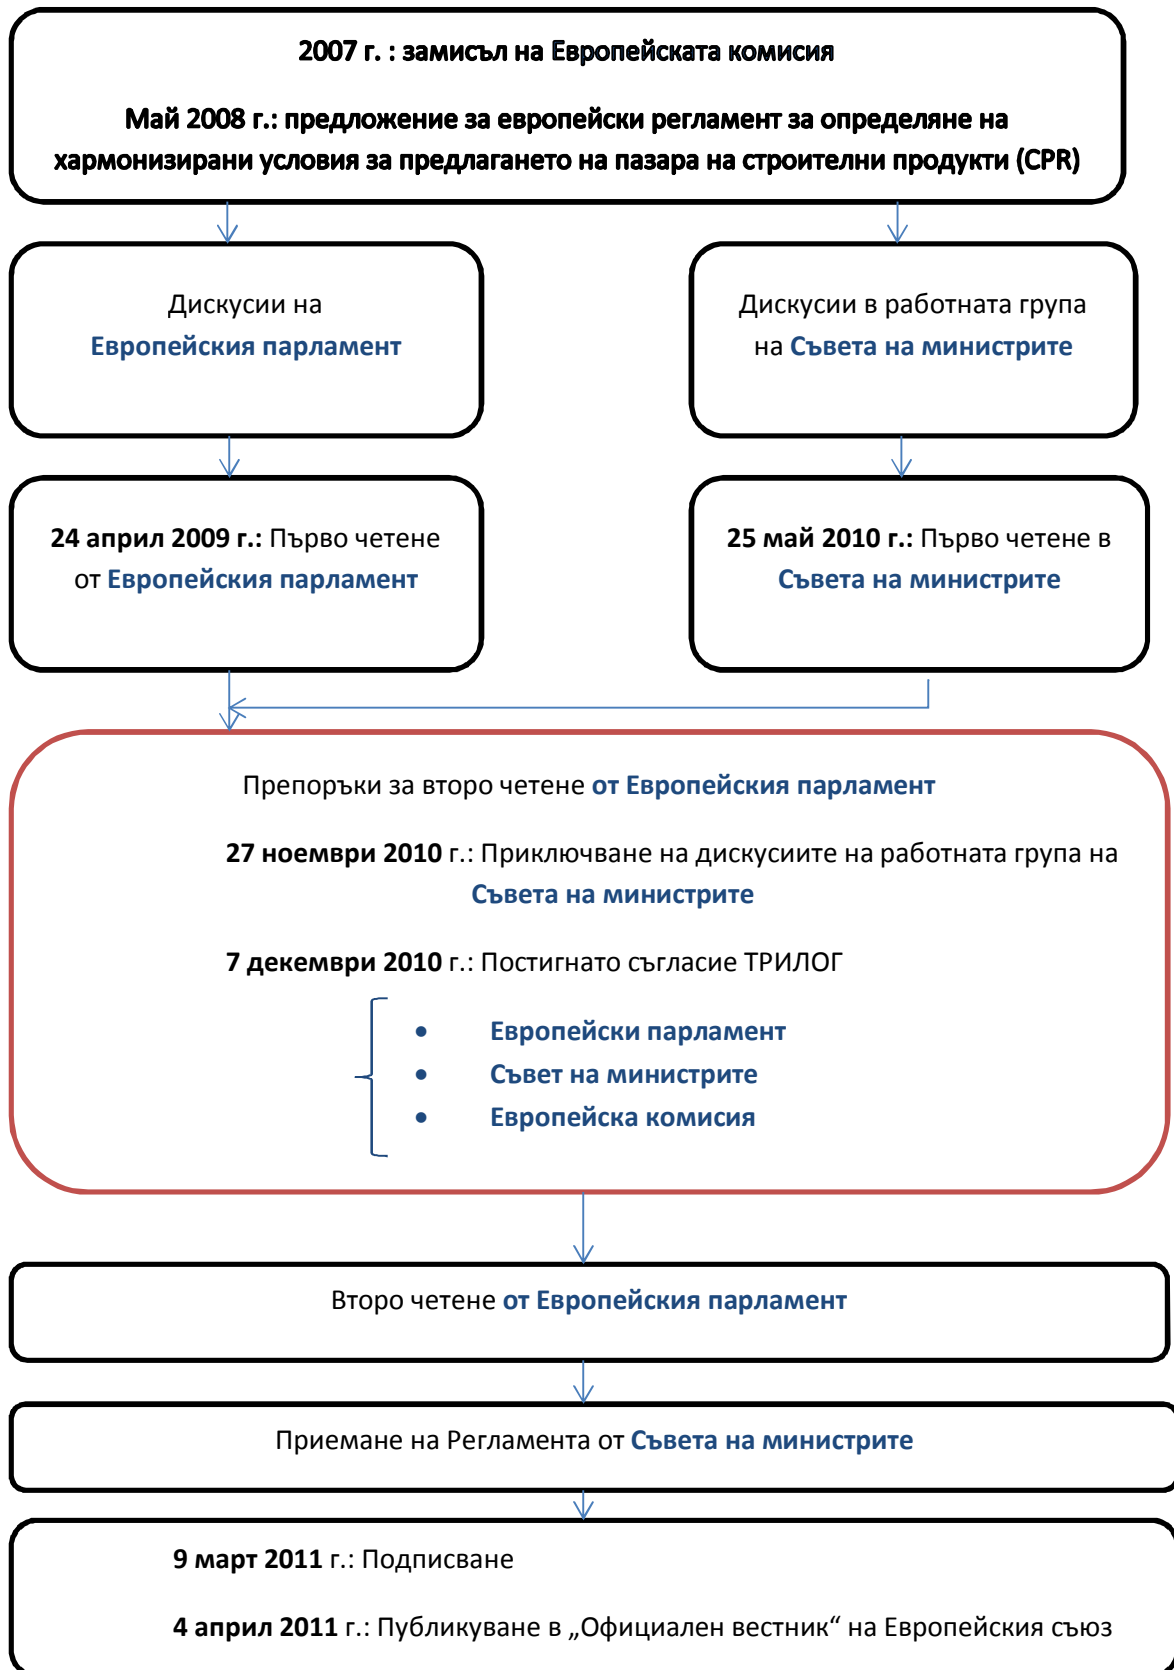 2007 г. : замисъл на Европейската комисия
Май 2008 г.: предложение за европейски регламент за определяне на
хармонизирани условия за предлагането на пазара на строителни продукти (CPR)
Дискусии на
Европейския парламент
Дискусии в работната група
на Съвета на министрите
24 април 2009 г.: Първо четене
от Европейския парламент
25 май 2010 г.: Първо четене в
Съвета на министрите
Препоръки за второ четене от Европейския парламент
27 ноември 2010 г.: Приключване на дискусиите на работната група на
Съвета на министрите
7 декември 2010 г.: Постигнато съгласие ТРИЛОГ
• Европейски парламент
• Съвет на министрите
• Европейска комисия
Второ четене от Европейския парламент
Приемане на Регламента от Съвета на министрите
9 март 2011 г.: Подписване
4 април 2011 г.: Публикуване в „Официален вестник“ на Европейския съюз